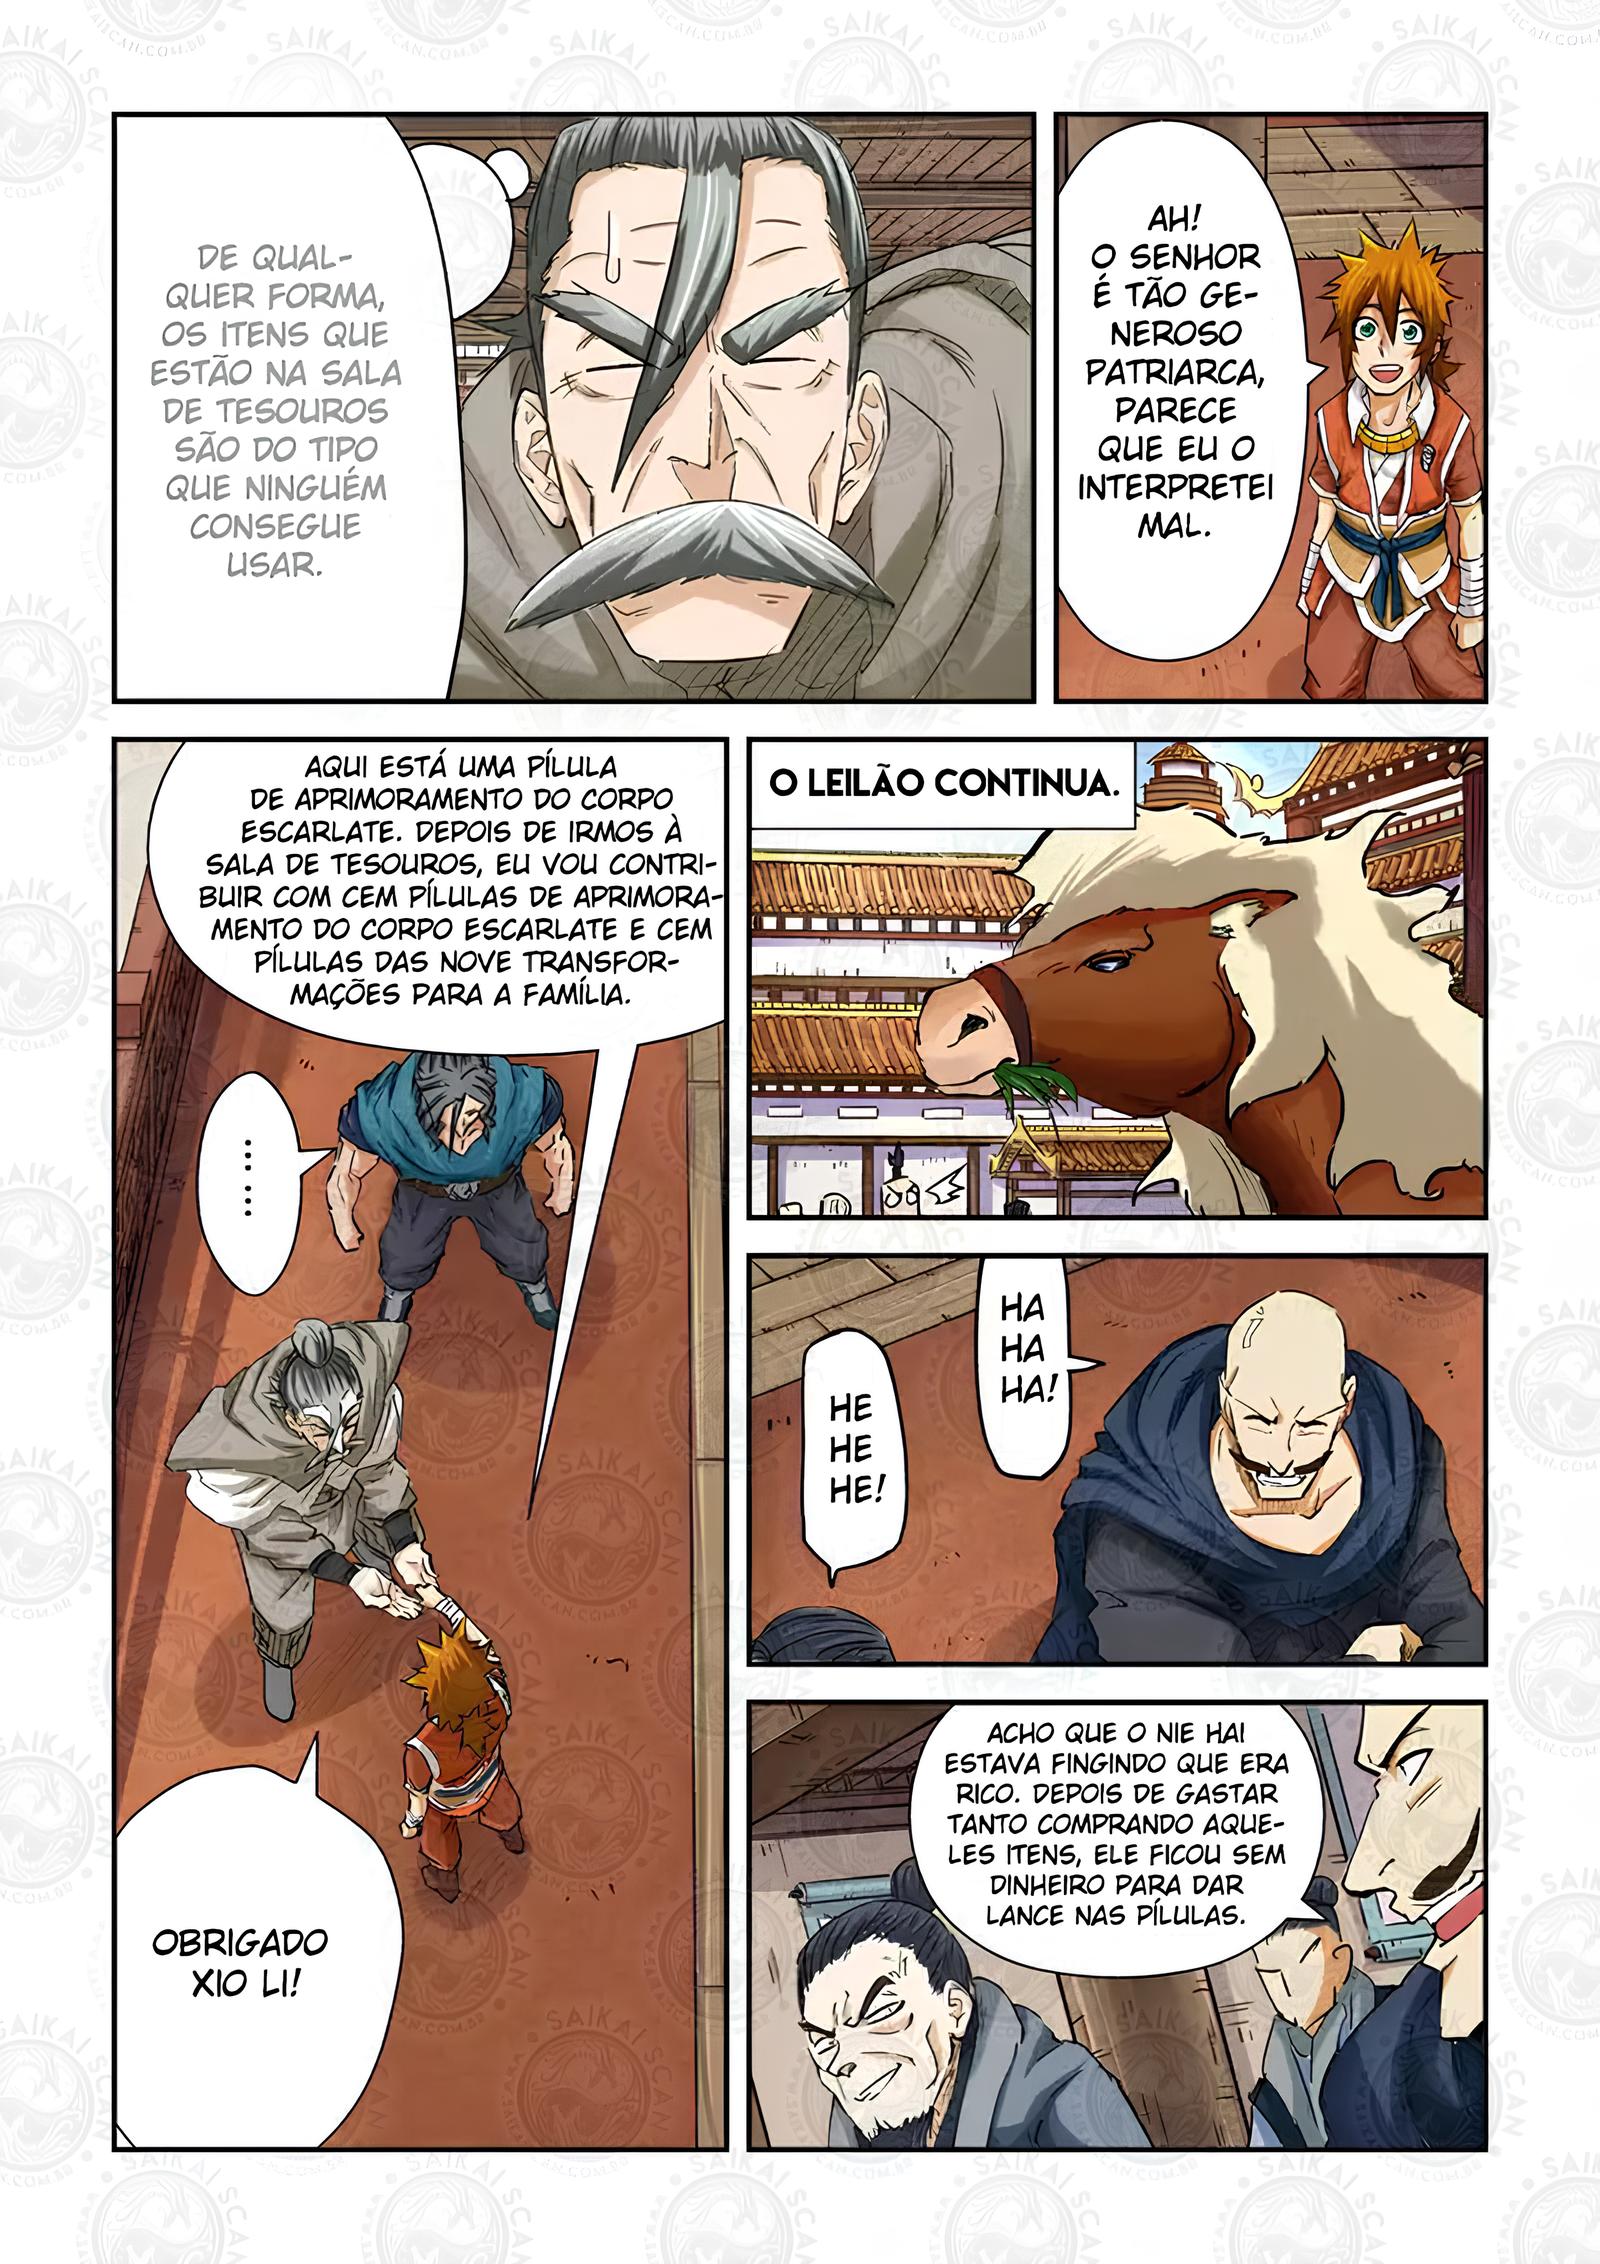 DE QUAL-
QUER FORMA,
OS ITENS QUE
ESTÃO NA SALA
DE TESOUROS
SÃO DO TIPO
QUE NINGUÉM
CONSEGUE
USAR.
AH!
O SENHOR
É TÃO GE-
NEROSO
PATRIARCA,
PARECE
QUE EU O
INTERPRETEI
MAL.
AQUI ESTÁ UMA PÍLULA
DE APRIMORAMENTO DO CORPO
ESCARLATE. DEPOIS DE IRMOS À
SALA DE TESOUROS, EU VOU CONTRI-
BUIR COM CEM PÍLULAS DE APRIMORA-
MENTO DO CORPO ESCARLATE E CEM
PÍLULAS DAS NOVE TRANSFOR-
MAÇÕES PARA A FAMÍLIA.
......
OBRIGADO
XIO LI!
O LEILÃO CONTINUA.
HA
HA
HA!
HE
HE
HE!
ACHO QUE O NIE HAI
ESTAVA FINGINDO QUE ERA
RICO. DEPOIS DE GASTAR
TANTO COMPRANDO AQUE-
LES ITENS, ELE FICOU SEM
DINHEIRO PARA DAR
LANCE NAS PÍLULAS.
SAIKAI SCAN